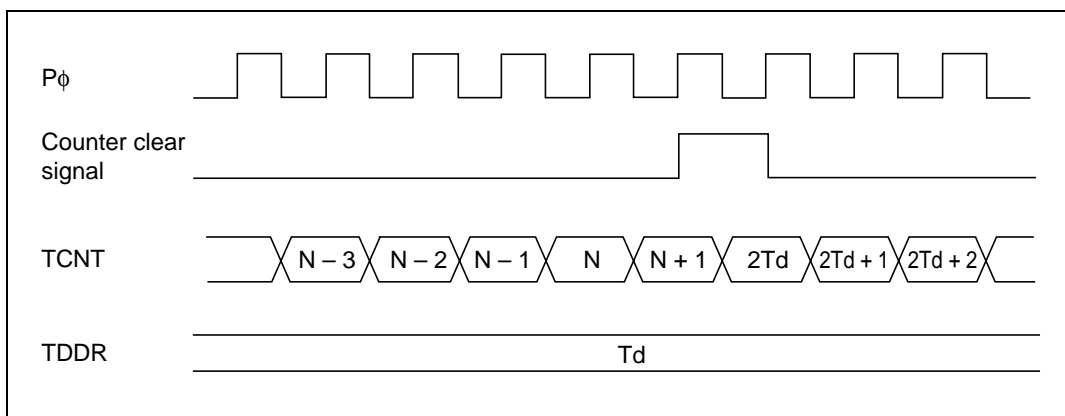 Pϕ
Counter clear
signal
TCNT
N – 3
N – 2
N – 1
N
N + 1
2Td
2Td + 1
2Td + 2
TDDR
Td